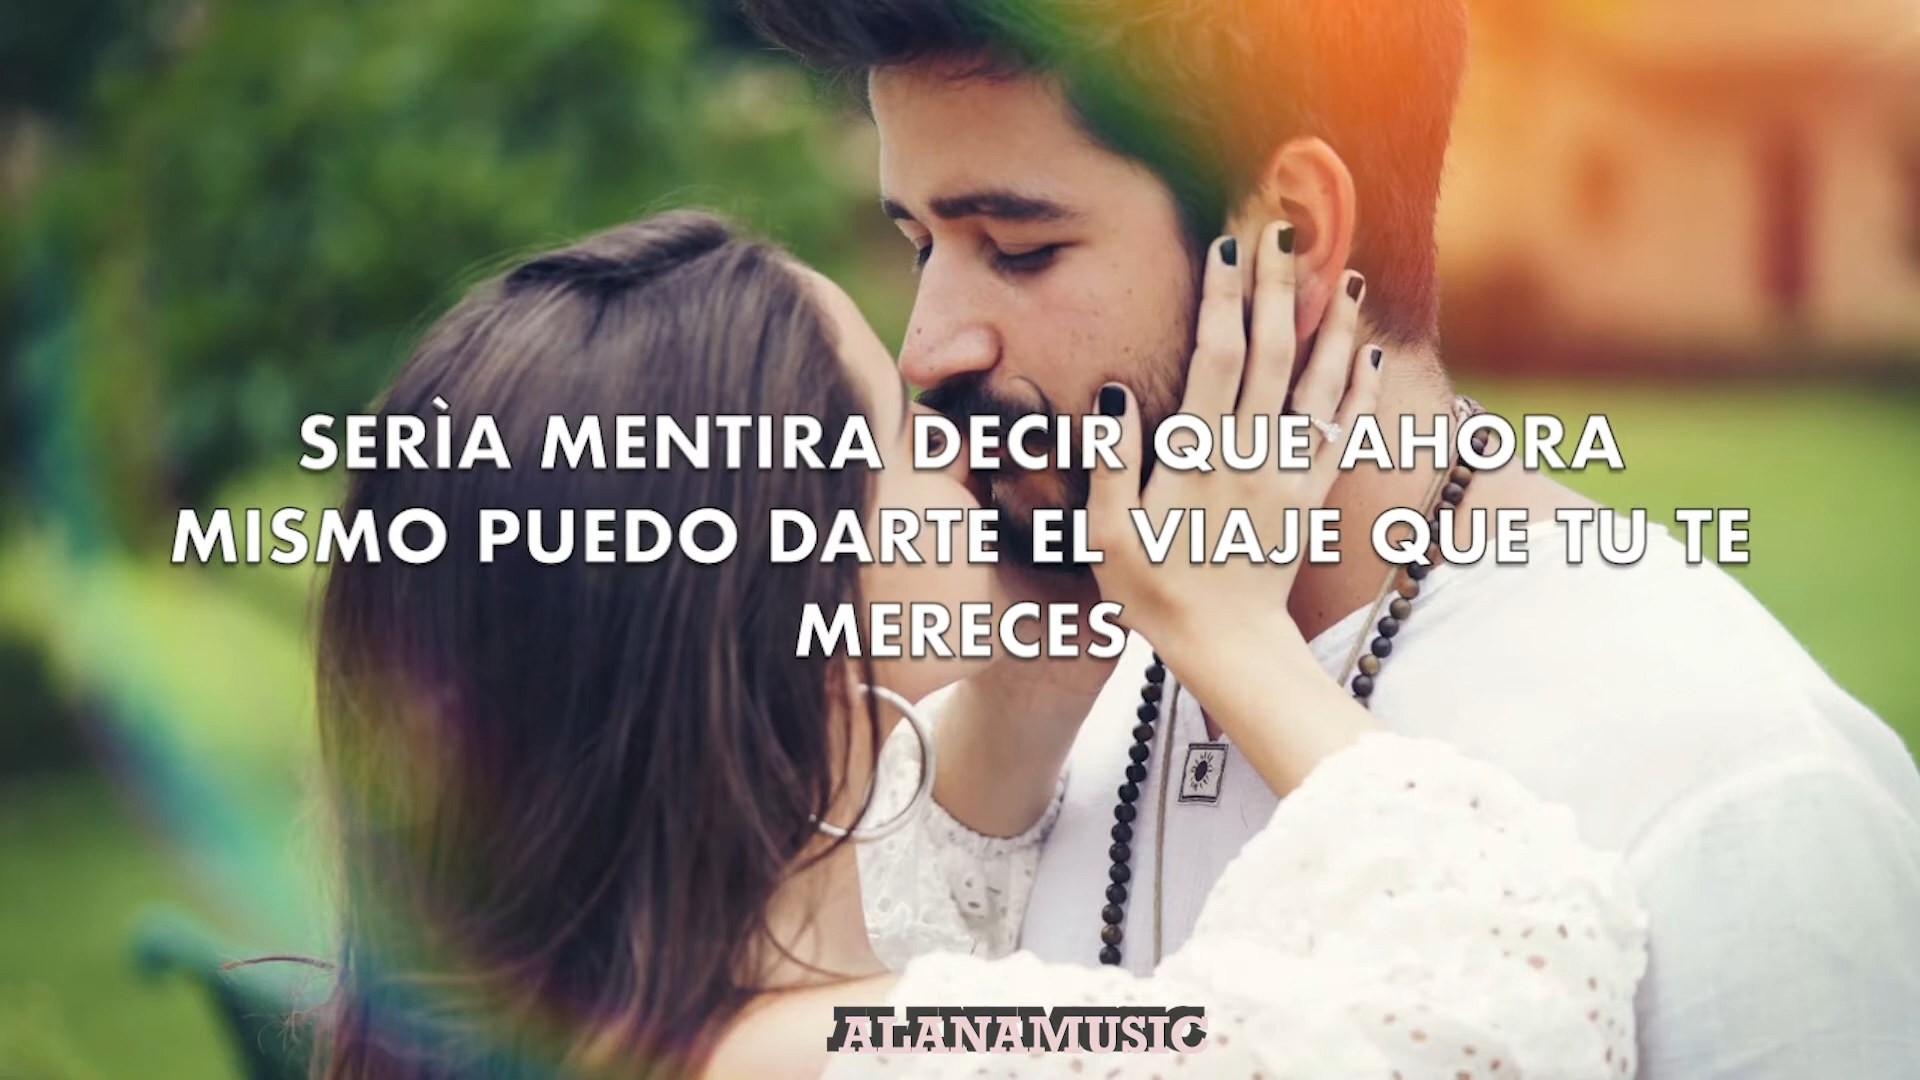 SERÌA MENTIRA DECIR QUE AHORA
MISMO PUEDO DARTE EL VIAJE QUE TU TE
MERECES
ALANAMUSIC